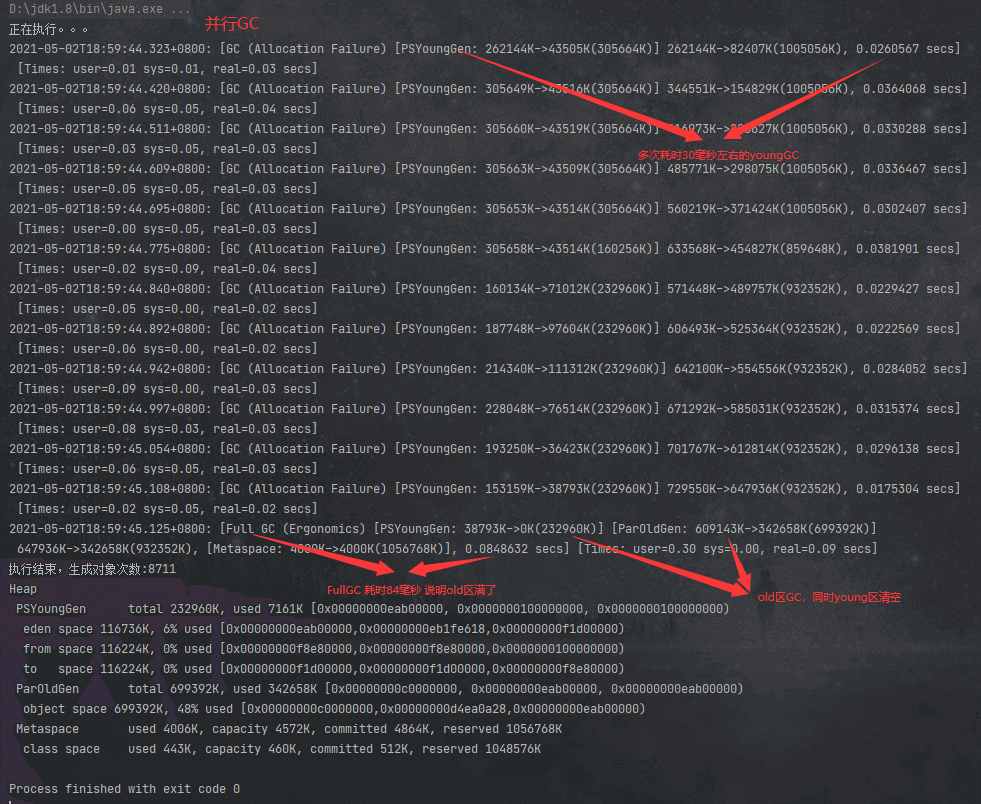 D:\jdk1.8\bin\java.exe ...
并行GC
正在执行。。。
2021-05-02T18:59:44.323+0800: [GC (Allocation Failure) [PSYoungGen: 262144K->43505K(305664K)] 262144K->82407K(1005056K), 0.0260567 secs]
[Times: user=0.01 sys=0.01, real=0.03 secs]
2021-05-02T18:59:44.420+0800: [GC (Allocation Failure) [PSYoungGen: 305649K->43516K(305664K)] 344551K->154829K(1005056K), 0.0364068 secs]
[Times: user=0.06 sys=0.05, real=0.04 secs]
2021-05-02T18:59:44.511+0800: [GC (Allocation Failure) [PSYoungGen: 305660K->43519K(305664K)] (1005056K), 0.0330288 secs]
[Times: user=0.03 sys=0.05, real=0.03 secs]
多次耗时30毫秒左右的youngGC
2021-05-02T18:59:44.609+0800: [GC (Allocation Failure) [PSYoungGen: 305663K->43509K(305664K)] 485771K->298075K(1005056K), 0.0336467 secs]
[Times: user=0.05 sys=0.05, real=0.03 secs]
2021-05-02T18:59:44.695+0800: [GC (Allocation Failure) [PSYoungGen: 305653K->43514K(305664K)] 560219K->371424K(1005056K), 0.0302407 secs]
[Times: user=0.00 sys=0.05, real=0.03 secs]
2021-05-02T18:59:44.775+0800: [GC (Allocation Failure) [PSYoungGen: 305658K->43514K(160256K)] 633568K->454827K(859648K), 0.0381901 secs]
[Times: user=0.02 sys=0.09, real=0.04 secs]
2021-05-02T18:59:44.840+0800: [GC (Allocation Failure) [PSYoungGen: 160134K->71012K(232960K)] 571448K->489757K(932352K), 0.0229427 secs]
[Times: user=0.05 sys=0.00, real=0.02 secs]
2021-05-02T18:59:44.892+0800: [GC (Allocation Failure) [PSYoungGen: 187748K->97604K(232960K)] 606493K->525364K(932352K), 0.0222569 secs]
[Times: user=0.06 sys=0.00, real=0.02 secs]
2021-05-02T18:59:44.942+0800: [GC (Allocation Failure) [PSYoungGen: 214340K->111312K(232960K)] 642100K->554556K(932352K), 0.0284052 secs]
[Times: user=0.09 sys=0.00, real=0.03 secs]
2021-05-02T18:59:44.997+0800: [GC (Allocation Failure) [PSYoungGen: 228048K->76514K(232960K)] 671292K->585031K(932352K), 0.0315374 secs]
[Times: user=0.08 sys=0.03, real=0.03 secs]
2021-05-02T18:59:45.054+0800: [GC (Allocation Failure) [PSYoungGen: 193250K->36423K(232960K)] 701767K->612814K(932352K), 0.0296138 secs]
[Times: user=0.06 sys=0.05, real=0.03 secs]
2021-05-02T18:59:45.108+0800: [GC (Allocation Failure) [PSYoungGen: 153159K->38793K(232960K)] 729550K->647936K(932352K), 0.0175304 secs]
[Times: user=0.02 sys=0.05, real=0.02 secs]
2021-05-02T18:59:45.125+0800: [Full GC (Ergonomics) [PSYoungGen: 38793K->0K(232960K)] [ParOldGen: 609143K->342658K(699392K)]
647936K->342658K(932352K), [Metaspace: 4000K->4000K(1056768K)], 0.0848632 secs] [Times: user=0.30 sys=0.00, real=0.09 secs]
执行结束，生成对象次数:8711
Heap
FullGC 耗时84毫秒 说明old区满了
old区GC，同时young区清空
PSYoungGen total 232960K, used 7161K [0x00000000eab00000, 0x0000000100000000, 0x0000000100000000)
eden space 116736K, 6% used [0x00000000eab00000,0x00000000eb1fe618,0x00000000f1d00000)
from space 116224K, 0% used [0x00000000f8e80000,0x00000000f8e80000,0x0000000100000000)
to space 116224K, 0% used [0x00000000f1d00000,0x00000000f1d00000,0x00000000f8e80000)
ParOldGen total 699392K, used 342658K [0x00000000c0000000, 0x00000000eab00000, 0x00000000eab00000)
object space 699392K, 48% used [0x00000000c0000000,0x00000000d4ea0a28,0x00000000eab00000)
Metaspace used 4006K, capacity 4572K, committed 4864K, reserved 1056768K
class space used 443K, capacity 460K, committed 512K, reserved 1048576K
Process finished with exit code 0